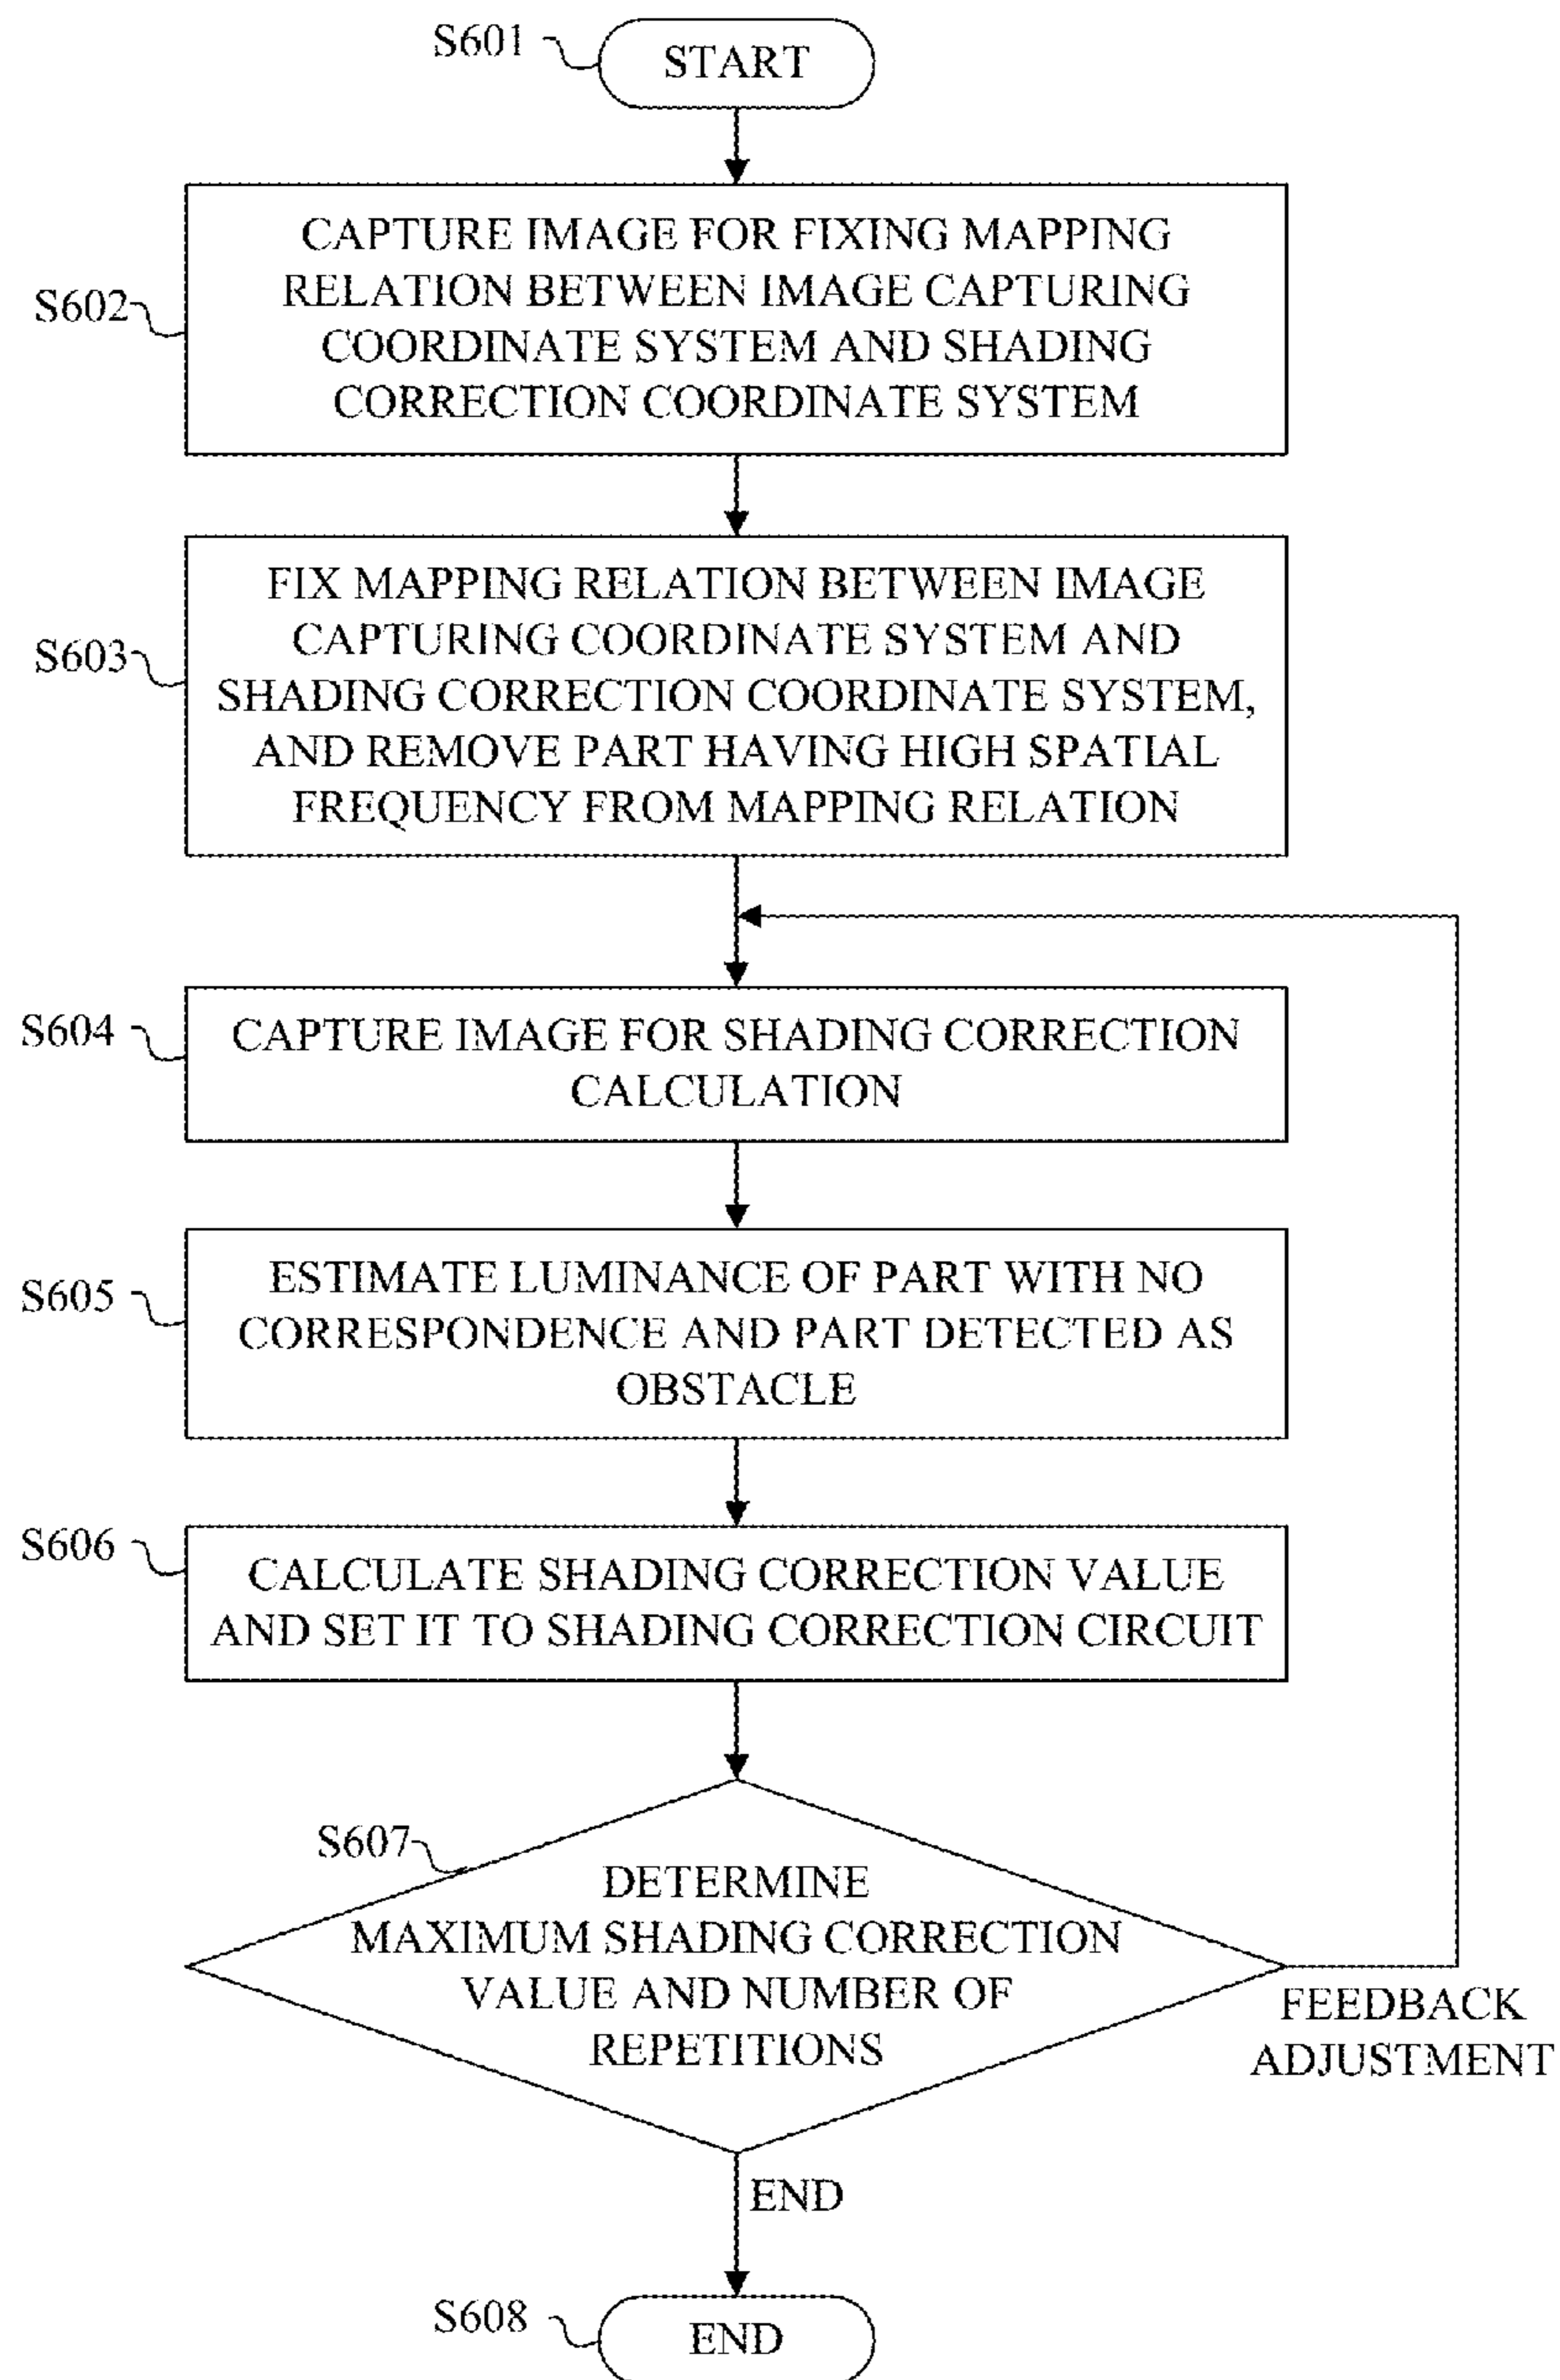 S601
START
S602
CAPTURE IMAGE FOR FIXING MAPPING
RELATION BETWEEN IMAGE CAPTURING
COORDINATE SYSTEM AND SHADING
CORRECTION COORDINATE SYSTEM
S603
FIX MAPPING RELATION BETWEEN IMAGE
CAPTURING COORDINATE SYSTEM AND
SHADING CORRECTION COORDINATE SYSTEM,
AND REMOVE PART HAVING HIGH SPATIAL
FREQUENCY FROM MAPPING RELATION
S604
CAPTURE IMAGE FOR SHADING CORRECTION
CALCULATION
S605
ESTIMATE LUMINANCE OF PART WITH NO
CORRESPONDENCE AND PART DETECTED AS
OBSTACLE
S606
CALCULATE SHADING CORRECTION VALUE
AND SET IT TO SHADING CORRECTION CIRCUIT
S607
DETERMINE
MAXIMUM SHADING CORRECTION
VALUE AND NUMBER OF
REPETITIONS
FEEDBACK
ADJUSTMENT
END
S608
END